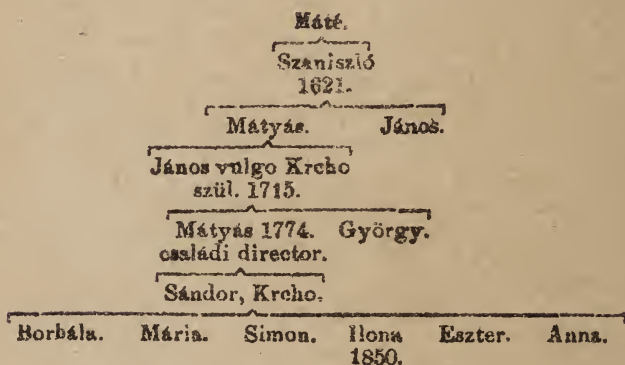 Máté.
Szaniszló
1621.
Mátyás. János.
János vulgo Krcho
szül. 1715.
Mátyás 1774. György.
családi director.
Sándor, Krcho.
Borbála. Mária. Simon. Ilona Eszter. Anna.
1850.